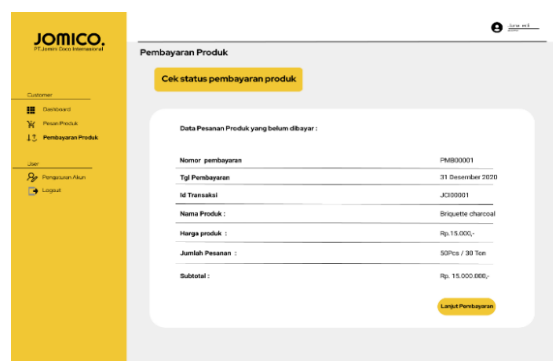 JOMICO.
PT. Jomico Coco Internasional
Pembayaran Produk
Cek status pembayaran produk
Customer
Dashboard
Pesan Produk
Pembayaran Produk
User
Pengaturan Akun
Logout
Data Pesanan Produk yang belum dibayar :
Nomor pembayaran PMB00001
Tgl Pembayaran 31 Desember 2020
Id Transaksi JCI00001
Nama Produk : Briquette charcoal
Harga produk : Rp.15.000,-
Jumlah Pesanan : 50Pcs / 30 Ton
Subtotal : Rp. 15.000.000,-
Lanjut Pembayaran